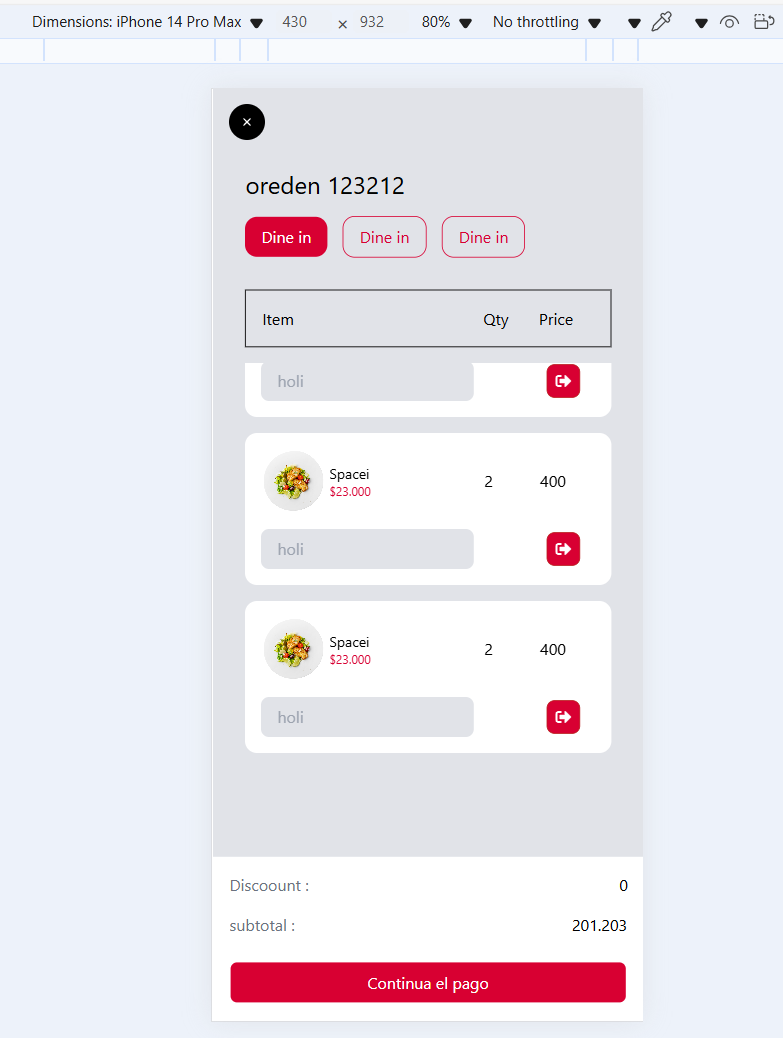 Dimensions: iPhone 14 Pro Max 430 × 932 80% No throttling
×
oreden 123212
Dine in Dine in Dine in
Item Qty Price
holi
Spacei 2 400
$23.000
holi
Spacei 2 400
$23.000
holi
Discoount : 0
subtotal : 201.203
Continua el pago